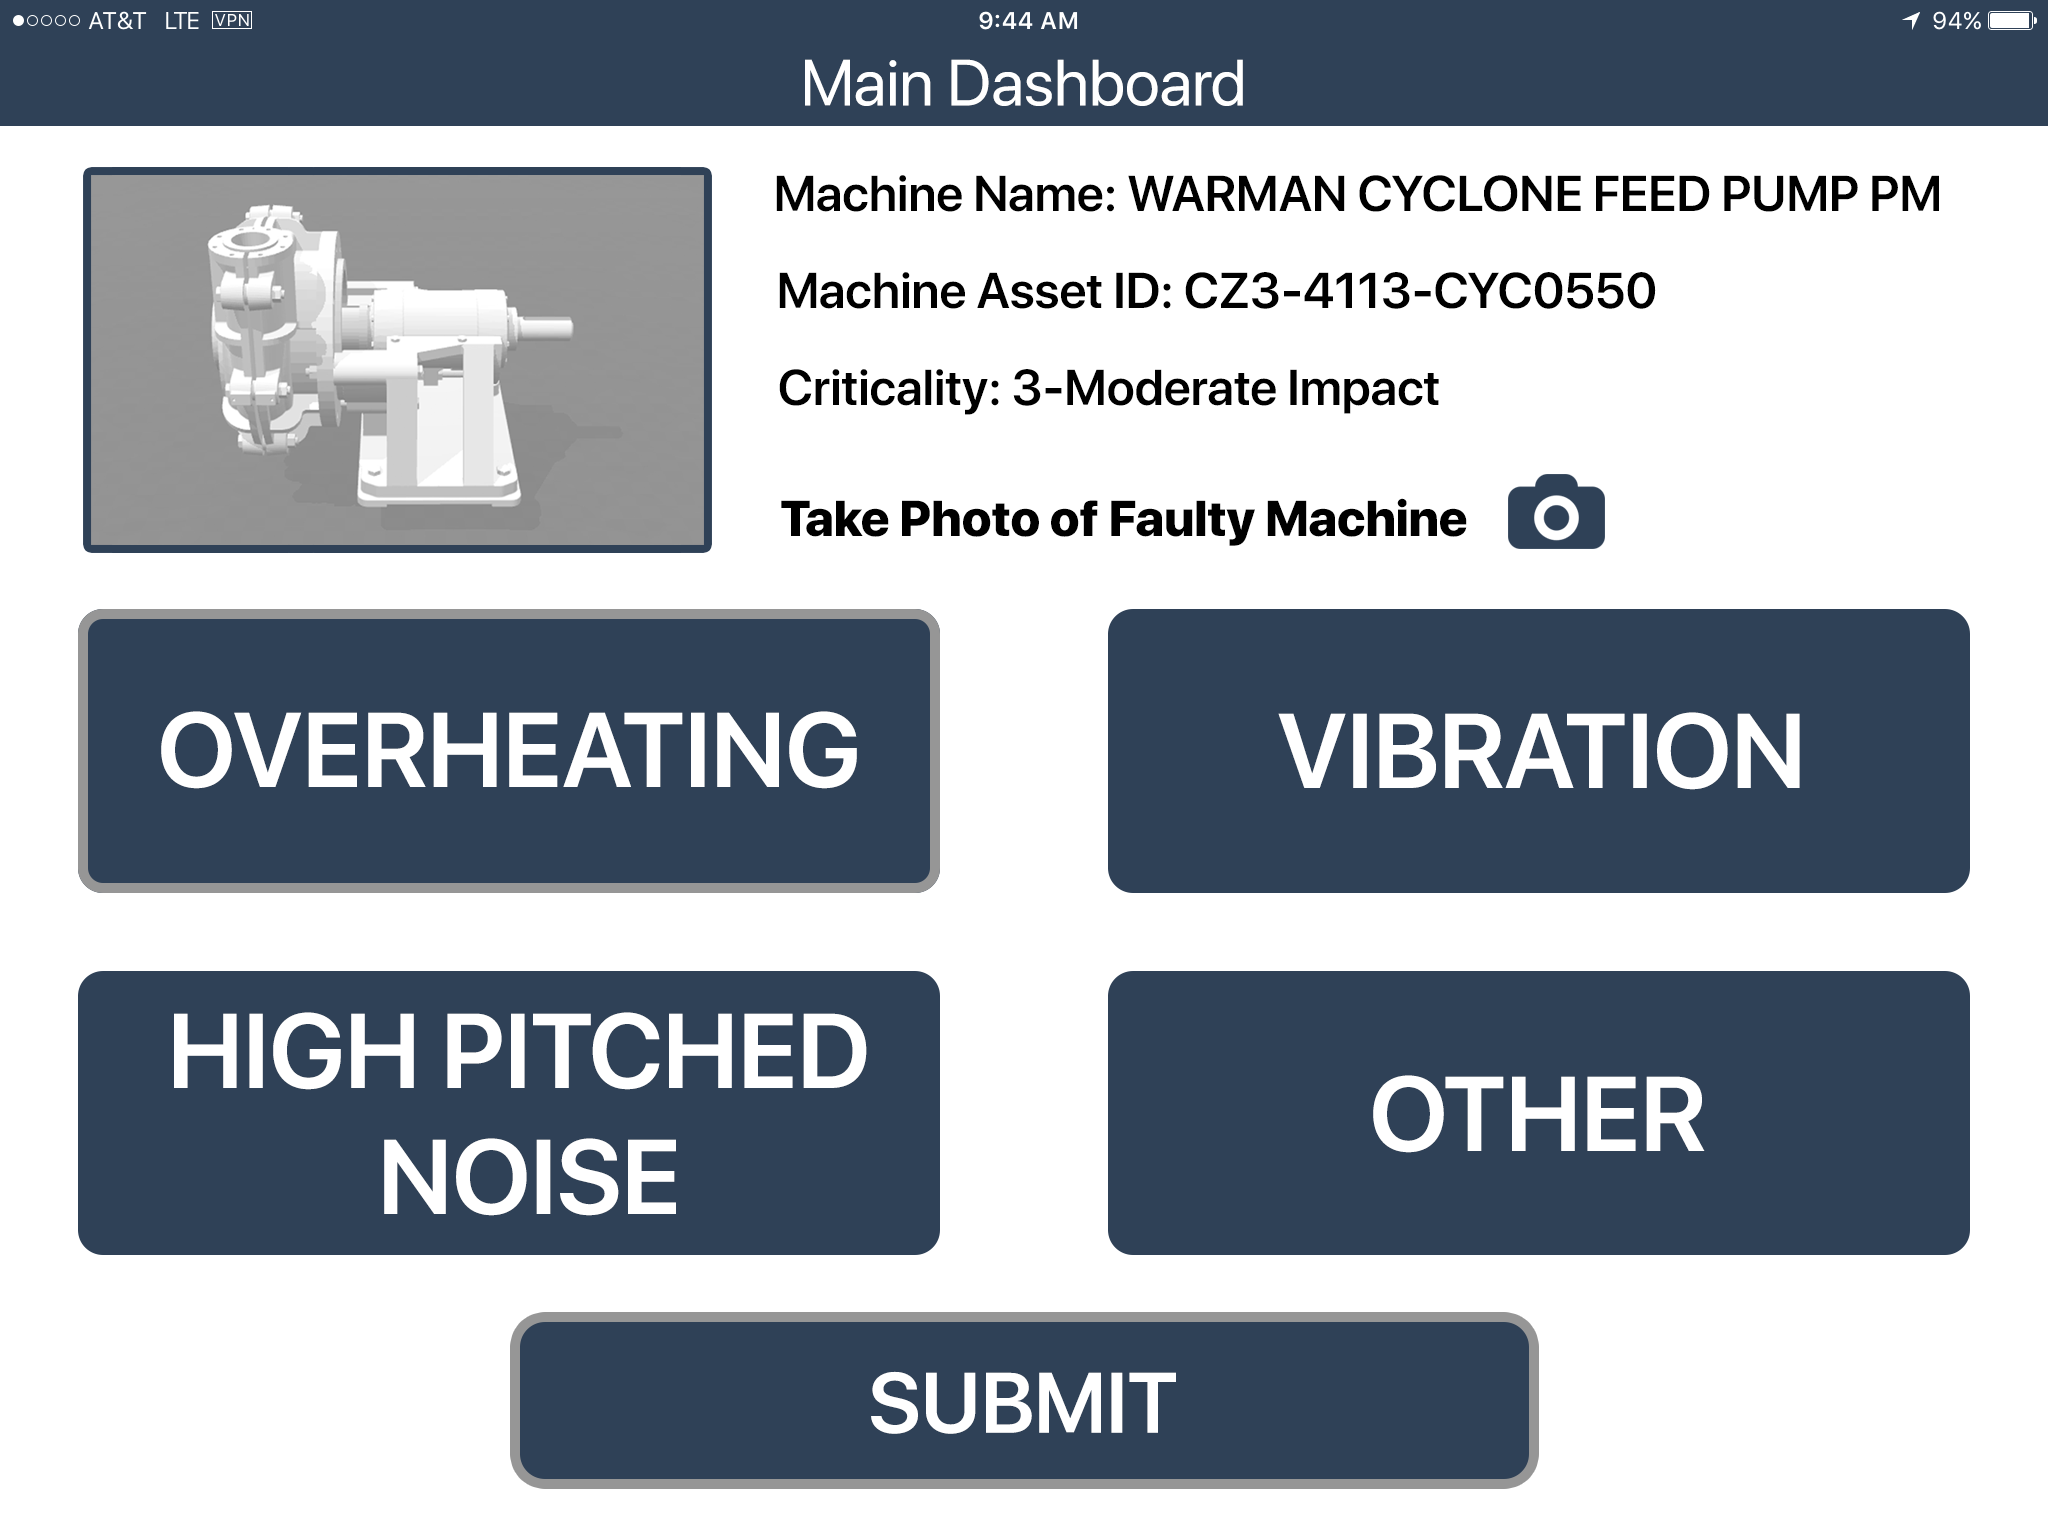 AT&T LTE VPN 9:44 AM 94%
Main Dashboard
Machine Name: WARMAN CYCLONE FEED PUMP PM
Machine Asset ID: CZ3-4113-CYC0550
Criticality: 3-Moderate Impact
Take Photo of Faulty Machine
OVERHEATING
VIBRATION
HIGH PITCHED
NOISE
OTHER
SUBMIT